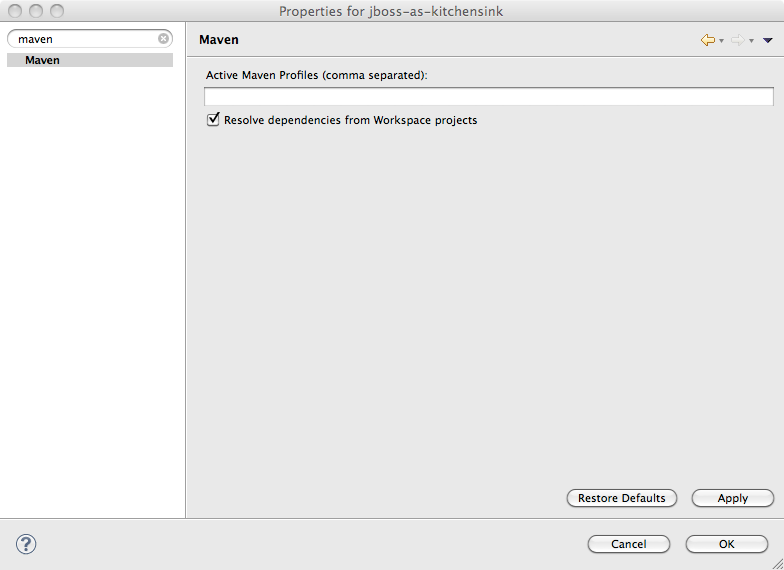 Properties for jboss-as-kitchensink
maven
Maven
Maven
Active Maven Profiles (comma separated):
Resolve dependencies from Workspace projects
Restore Defaults
Apply
?
Cancel
OK